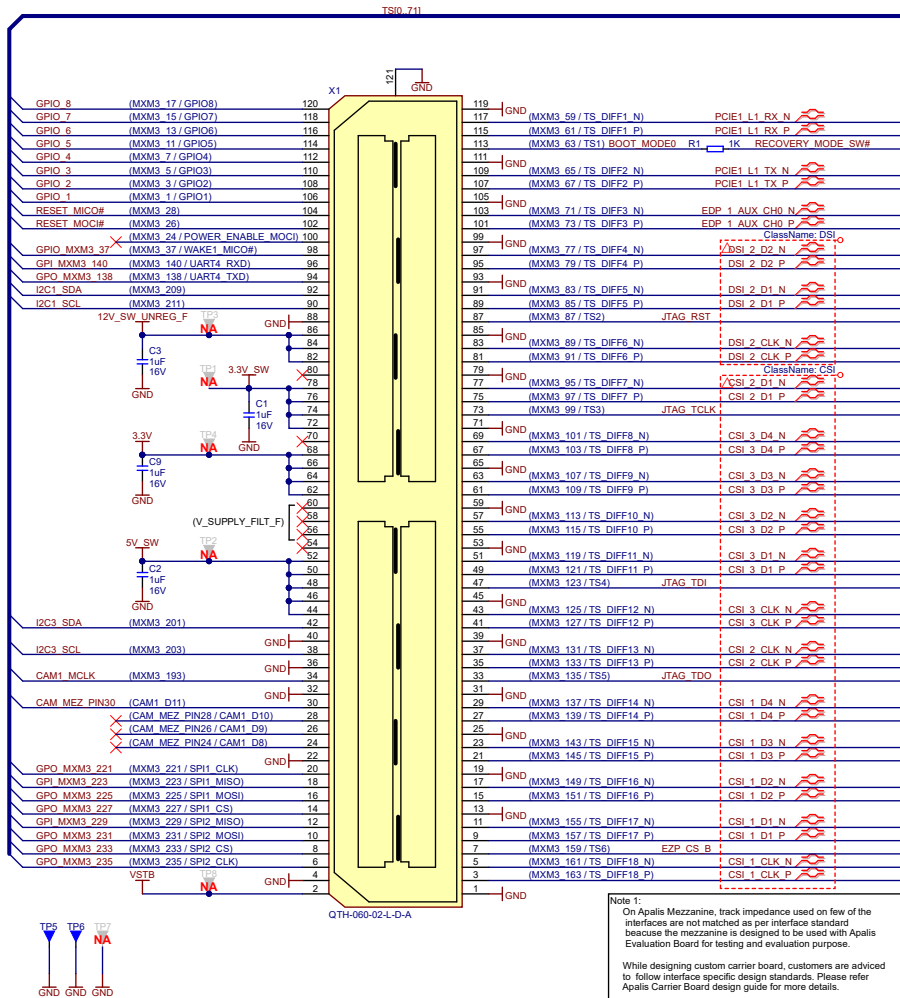 TS[0..71]
121
GND
X1
GPIO_8 (MXM3_17 / GPIO8) 120
GPIO_7 (MXM3_15 / GPIO7) 118
GPIO_6 (MXM3_13 / GPIO6) 116
GPIO_5 (MXM3_11 / GPIO5) 114
GPIO_4 (MXM3_7 / GPIO4) 112
GPIO_3 (MXM3_5 / GPIO3) 110
GPIO_2 (MXM3_3 / GPIO2) 108
GPIO_1 (MXM3_1 / GPIO1) 106
RESET_MICO# (MXM3_28) 104
RESET_MOCI# (MXM3_26) 102
(MXM3_24 / POWER_ENABLE_MOCI) 100
GPIO_MXM3_37 (MXM3_37 / WAKE1_MICO#) 98
GPI_MXM3_140 (MXM3_140 / UART4_RXD) 96
GPO_MXM3_138 (MXM3_138 / UART4_TXD) 94
I2C1_SDA (MXM3_209) 92
I2C1_SCL (MXM3_211) 90
12V_SW_UNREG_F TP3 NA GND 88
86
84
82
C3 1uF 16V GND
80
TP1 NA 3.3V_SW 78
76
74
72
C1 1uF 16V GND
70
3.3V TP4 NA 68
66
64
62
C9 1uF 16V GND
60
(V_SUPPLY_FILT_F) 58
56
54
5V_SW TP2 NA 52
50
48
46
44
C2 1uF 16V GND
I2C3_SDA (MXM3_201) 42
GND 40
I2C3_SCL (MXM3_203) 38
GND 36
CAM1_MCLK (MXM3_193) 34
GND 32
CAM_MEZ_PIN30 (CAM1_D11) 30
(CAM_MEZ_PIN28 / CAM1_D10) 28
(CAM_MEZ_PIN26 / CAM1_D9) 26
(CAM_MEZ_PIN24 / CAM1_D8) 24
GND 22
GPO_MXM3_221 (MXM3_221 / SPI1_CLK) 20
GPI_MXM3_223 (MXM3_223 / SPI1_MISO) 18
GPO_MXM3_225 (MXM3_225 / SPI1_MOSI) 16
GPO_MXM3_227 (MXM3_227 / SPI1_CS) 14
GPI_MXM3_229 (MXM3_229 / SPI2_MISO) 12
GPO_MXM3_231 (MXM3_231 / SPI2_MOSI) 10
GPO_MXM3_233 (MXM3_233 / SPI2_CS) 8
GPO_MXM3_235 (MXM3_235 / SPI2_CLK) 6
VSTB TP8 NA GND 4
2
QTH-060-02-L-D-A
119 GND
117 (MXM3_59 / TS_DIFF1_N) PCIE1_L1_RX_N
115 (MXM3_61 / TS_DIFF1_P) PCIE1_L1_RX_P
113 (MXM3_63 / TS1) BOOT_MODE0 R1 1K RECOVERY_MODE_SW#
111 GND
109 (MXM3_65 / TS_DIFF2_N) PCIE1_L1_TX_N
107 (MXM3_67 / TS_DIFF2_P) PCIE1_L1_TX_P
105 GND
103 (MXM3_71 / TS_DIFF3_N) EDP_1_AUX_CH0_N
101 (MXM3_73 / TS_DIFF3_P) EDP_1_AUX_CH0_P
99 GND
ClassName: DSI
97 (MXM3_77 / TS_DIFF4_N) DSI_2_D2_N
95 (MXM3_79 / TS_DIFF4_P) DSI_2_D2_P
93 GND
91 (MXM3_83 / TS_DIFF5_N) DSI_2_D1_N
89 (MXM3_85 / TS_DIFF5_P) DSI_2_D1_P
87 (MXM3_87 / TS2) JTAG_RST
85 GND
83 (MXM3_89 / TS_DIFF6_N) DSI_2_CLK_N
81 (MXM3_91 / TS_DIFF6_P) DSI_2_CLK_P
79 GND
ClassName: CSI
77 (MXM3_95 / TS_DIFF7_N) CSI_2_D1_N
75 (MXM3_97 / TS_DIFF7_P) CSI_2_D1_P
73 (MXM3_99 / TS3) JTAG_TCLK
71 GND
69 (MXM3_101 / TS_DIFF8_N) CSI_3_D4_N
67 (MXM3_103 / TS_DIFF8_P) CSI_3_D4_P
65 GND
63 (MXM3_107 / TS_DIFF9_N) CSI_3_D3_N
61 (MXM3_109 / TS_DIFF9_P) CSI_3_D3_P
59 GND
57 (MXM3_113 / TS_DIFF10_N) CSI_3_D2_N
55 (MXM3_115 / TS_DIFF10_P) CSI_3_D2_P
53 GND
51 (MXM3_119 / TS_DIFF11_N) CSI_3_D1_N
49 (MXM3_121 / TS_DIFF11_P) CSI_3_D1_P
47 (MXM3_123 / TS4) JTAG_TDI
45 GND
43 (MXM3_125 / TS_DIFF12_N) CSI_3_CLK_N
41 (MXM3_127 / TS_DIFF12_P) CSI_3_CLK_P
39 GND
37 (MXM3_131 / TS_DIFF13_N) CSI_2_CLK_N
35 (MXM3_133 / TS_DIFF13_P) CSI_2_CLK_P
33 (MXM3_135 / TS5) JTAG_TDO
31 GND
29 (MXM3_137 / TS_DIFF14_N) CSI_1_D4_N
27 (MXM3_139 / TS_DIFF14_P) CSI_1_D4_P
25 GND
23 (MXM3_143 / TS_DIFF15_N) CSI_1_D3_N
21 (MXM3_145 / TS_DIFF15_P) CSI_1_D3_P
19 GND
17 (MXM3_149 / TS_DIFF16_N) CSI_1_D2_N
15 (MXM3_151 / TS_DIFF16_P) CSI_1_D2_P
13 GND
11 (MXM3_155 / TS_DIFF17_N) CSI_1_D1_N
9 (MXM3_157 / TS_DIFF17_P) CSI_1_D1_P
7 (MXM3_159 / TS6) EZP_CS_B
5 (MXM3_161 / TS_DIFF18_N) CSI_1_CLK_N
3 (MXM3_163 / TS_DIFF18_P) CSI_1_CLK_P
1 GND
TP5 TP6 TP7
NA
GND GND GND
Note 1:
On Apalis Mezzanine, track impedance used on few of the
interfaces are not matched as per interface standard
beacuse the mezzanine is designed to be used with Apalis
Evaluation Board for testing and evaluation purpose.
While designing custom carrier board, customers are adviced
to follow interface specific design standards. Please refer
Apalis Carrier Board design guide for more details.